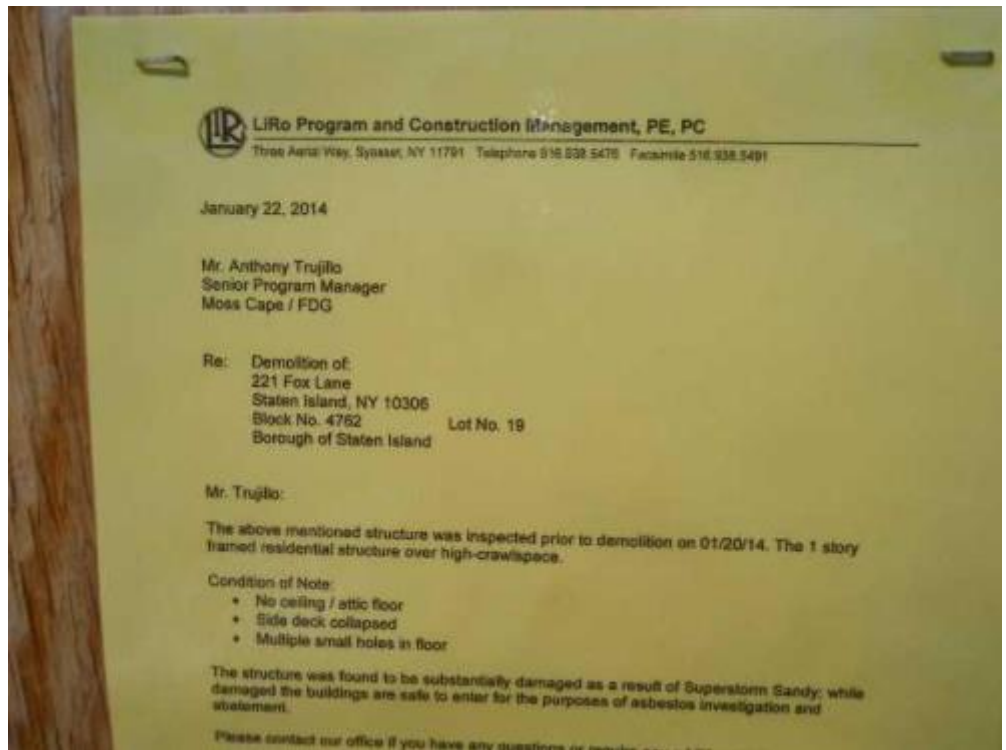 LiR
LiRo Program and Construction Management, PE, PC
Three Aerial Way, Syosset, NY 11791 Telephone 516.938.5476 Facsimile 516.938.5491
January 22, 2014
Mr. Anthony Trujillo
Senior Program Manager
Moss Cape / FDG
Re: Demolition of:
221 Fox Lane
Staten Island, NY 10306
Block No. 4762 Lot No. 19
Borough of Staten Island
Mr. Trujillo:
The above mentioned structure was inspected prior to demolition on 01/20/14. The 1 story
framed residential structure over high-crawlspace.
Condition of Note:
• No ceiling / attic floor
• Side deck collapsed
• Multiple small holes in floor
The structure was found to be substantially damaged as a result of Superstorm Sandy; while
damaged the buildings are safe to enter for the purposes of asbestos investigation and
abatement.
Please contact our office if you have any questions or require